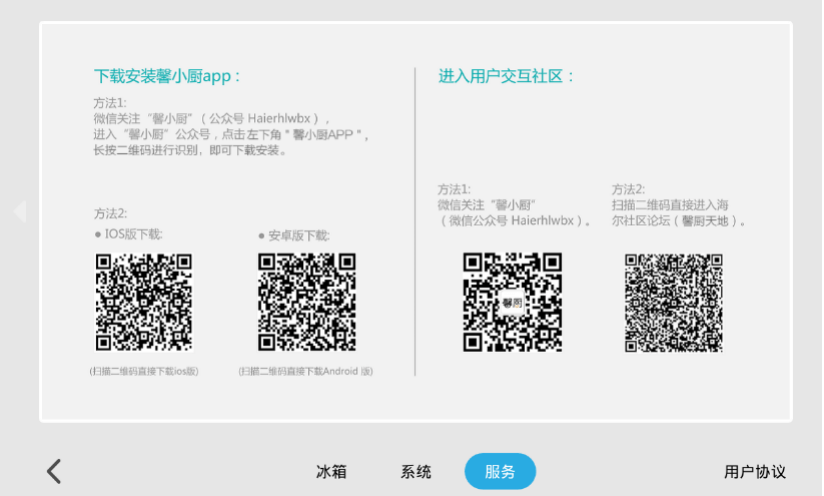 下载安装馨小厨app：
方法1:
微信关注“馨小厨”（公众号 Haierhlwbx），
进入“馨小厨”公众号，点击左下角“馨小厨APP”，
长按二维码进行识别，即可下载安装。
方法2:
● IOS版下载:
● 安卓版下载:
(扫描二维码直接下载ios版)
(扫描二维码直接下载Android 版)
进入用户交互社区：
方法1:
微信关注“馨小厨”
（微信公众号 Haierhlwbx）。
馨厨
方法2:
扫描二维码直接进入海
尔社区论坛（馨厨天地）。
冰箱
系统
服务
用户协议